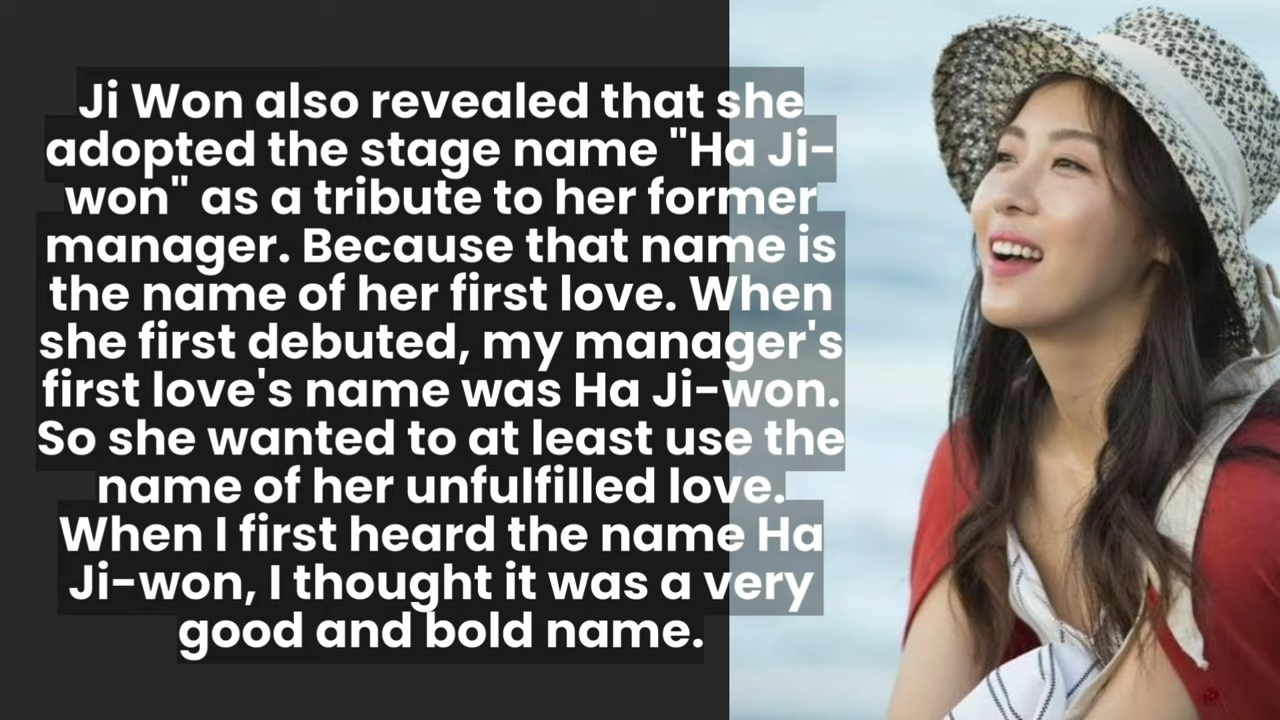 Ji Won also revealed that she
adopted the stage name "Ha Ji-
won" as a tribute to her former
manager. Because that name is
the name of her first love. When
she first debuted, my manager's
first love's name was Ha Ji-won.
So she wanted to at least use the
name of her unfulfilled love.
When I first heard the name Ha
Ji-won, I thought it was a very
good and bold name.